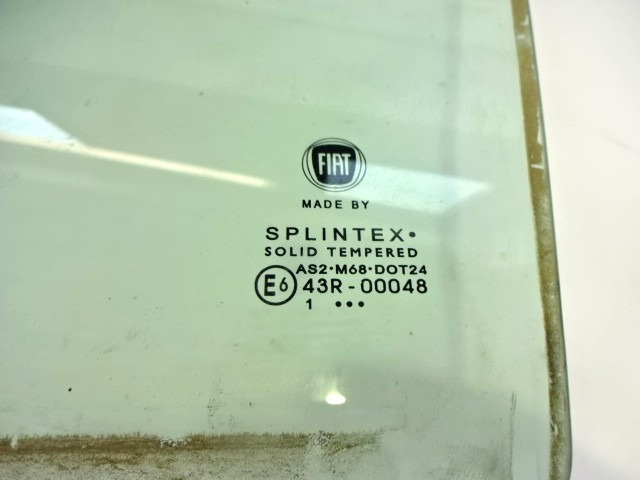 FIAT
MADE BY
SPLINTEX•
SOLID TEMPERED
AS2•M68•DOT24
E6 43R-00048
1 •••